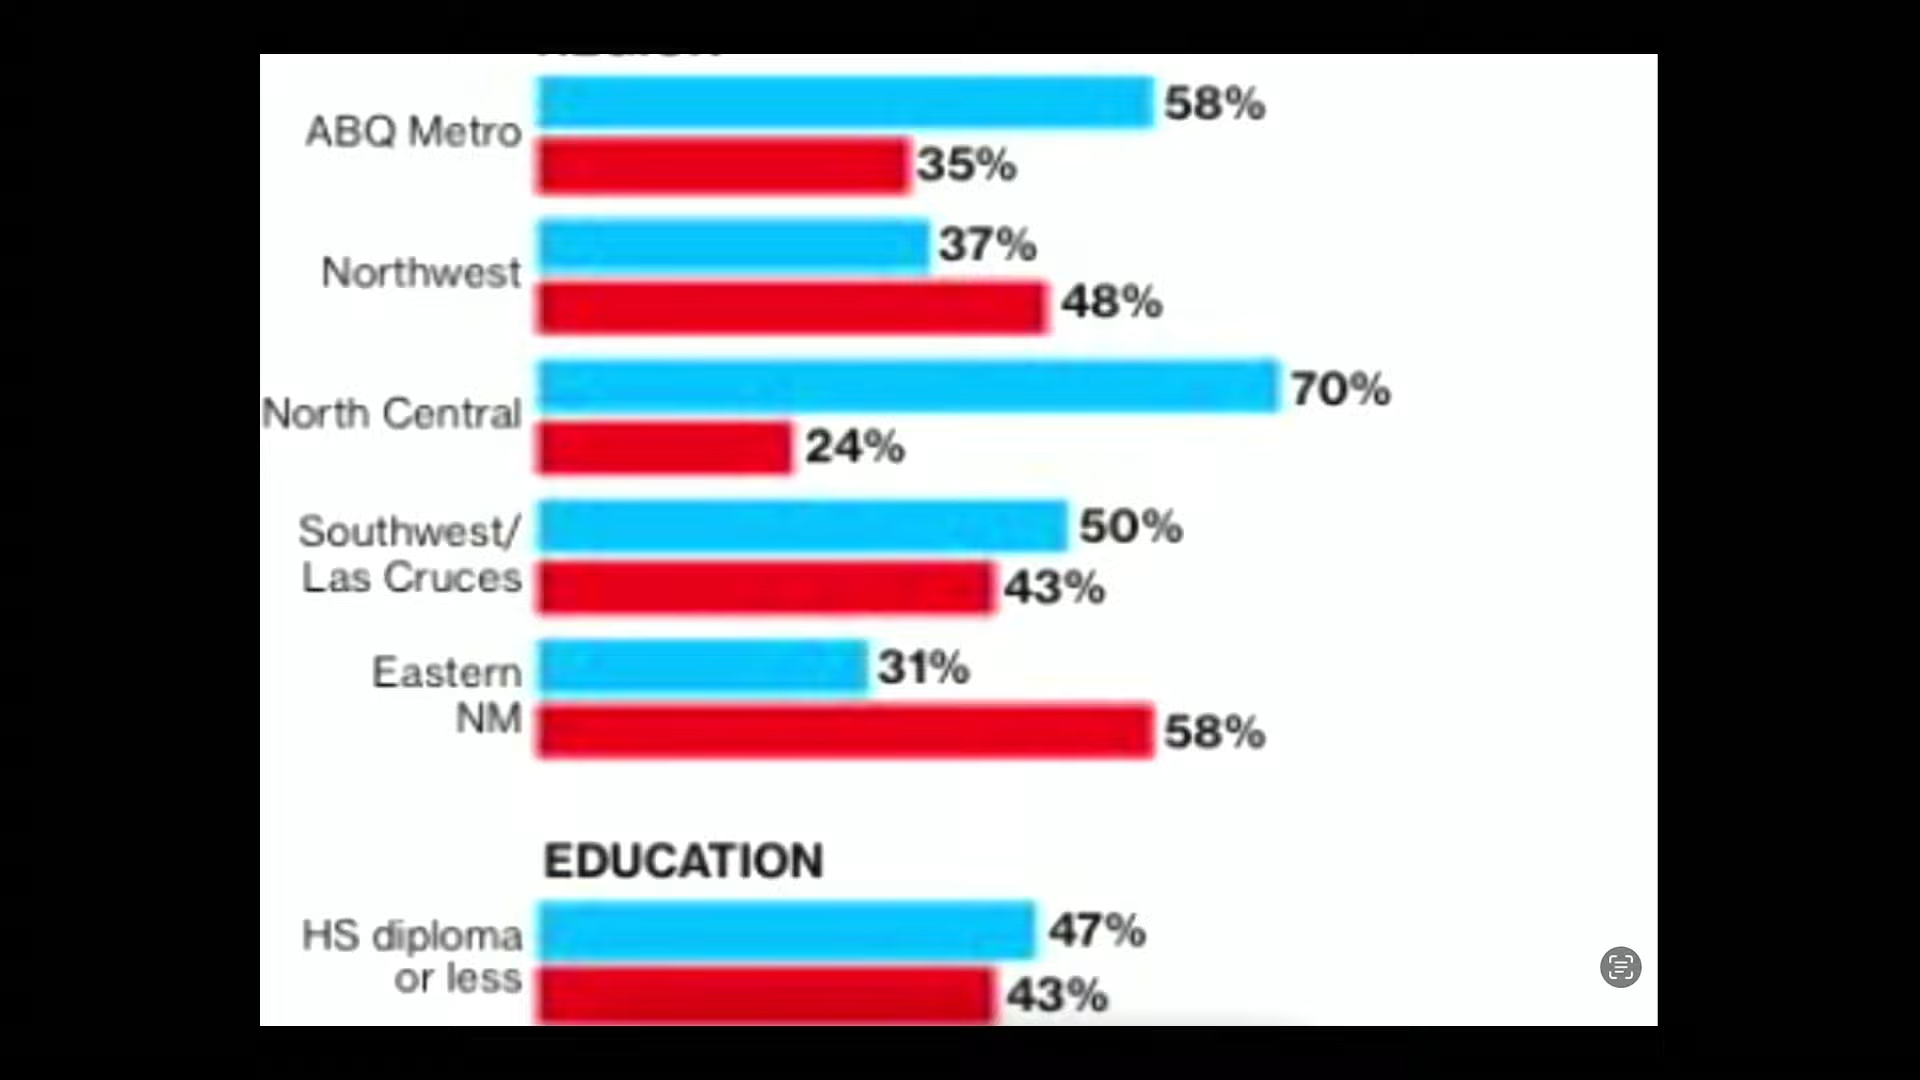 ABQ Metro
58%
35%
Northwest
37%
48%
North Central
70%
24%
Southwest/
Las Cruces
50%
43%
Eastern
NM
31%
58%
EDUCATION
HS diploma
or less
47%
43%